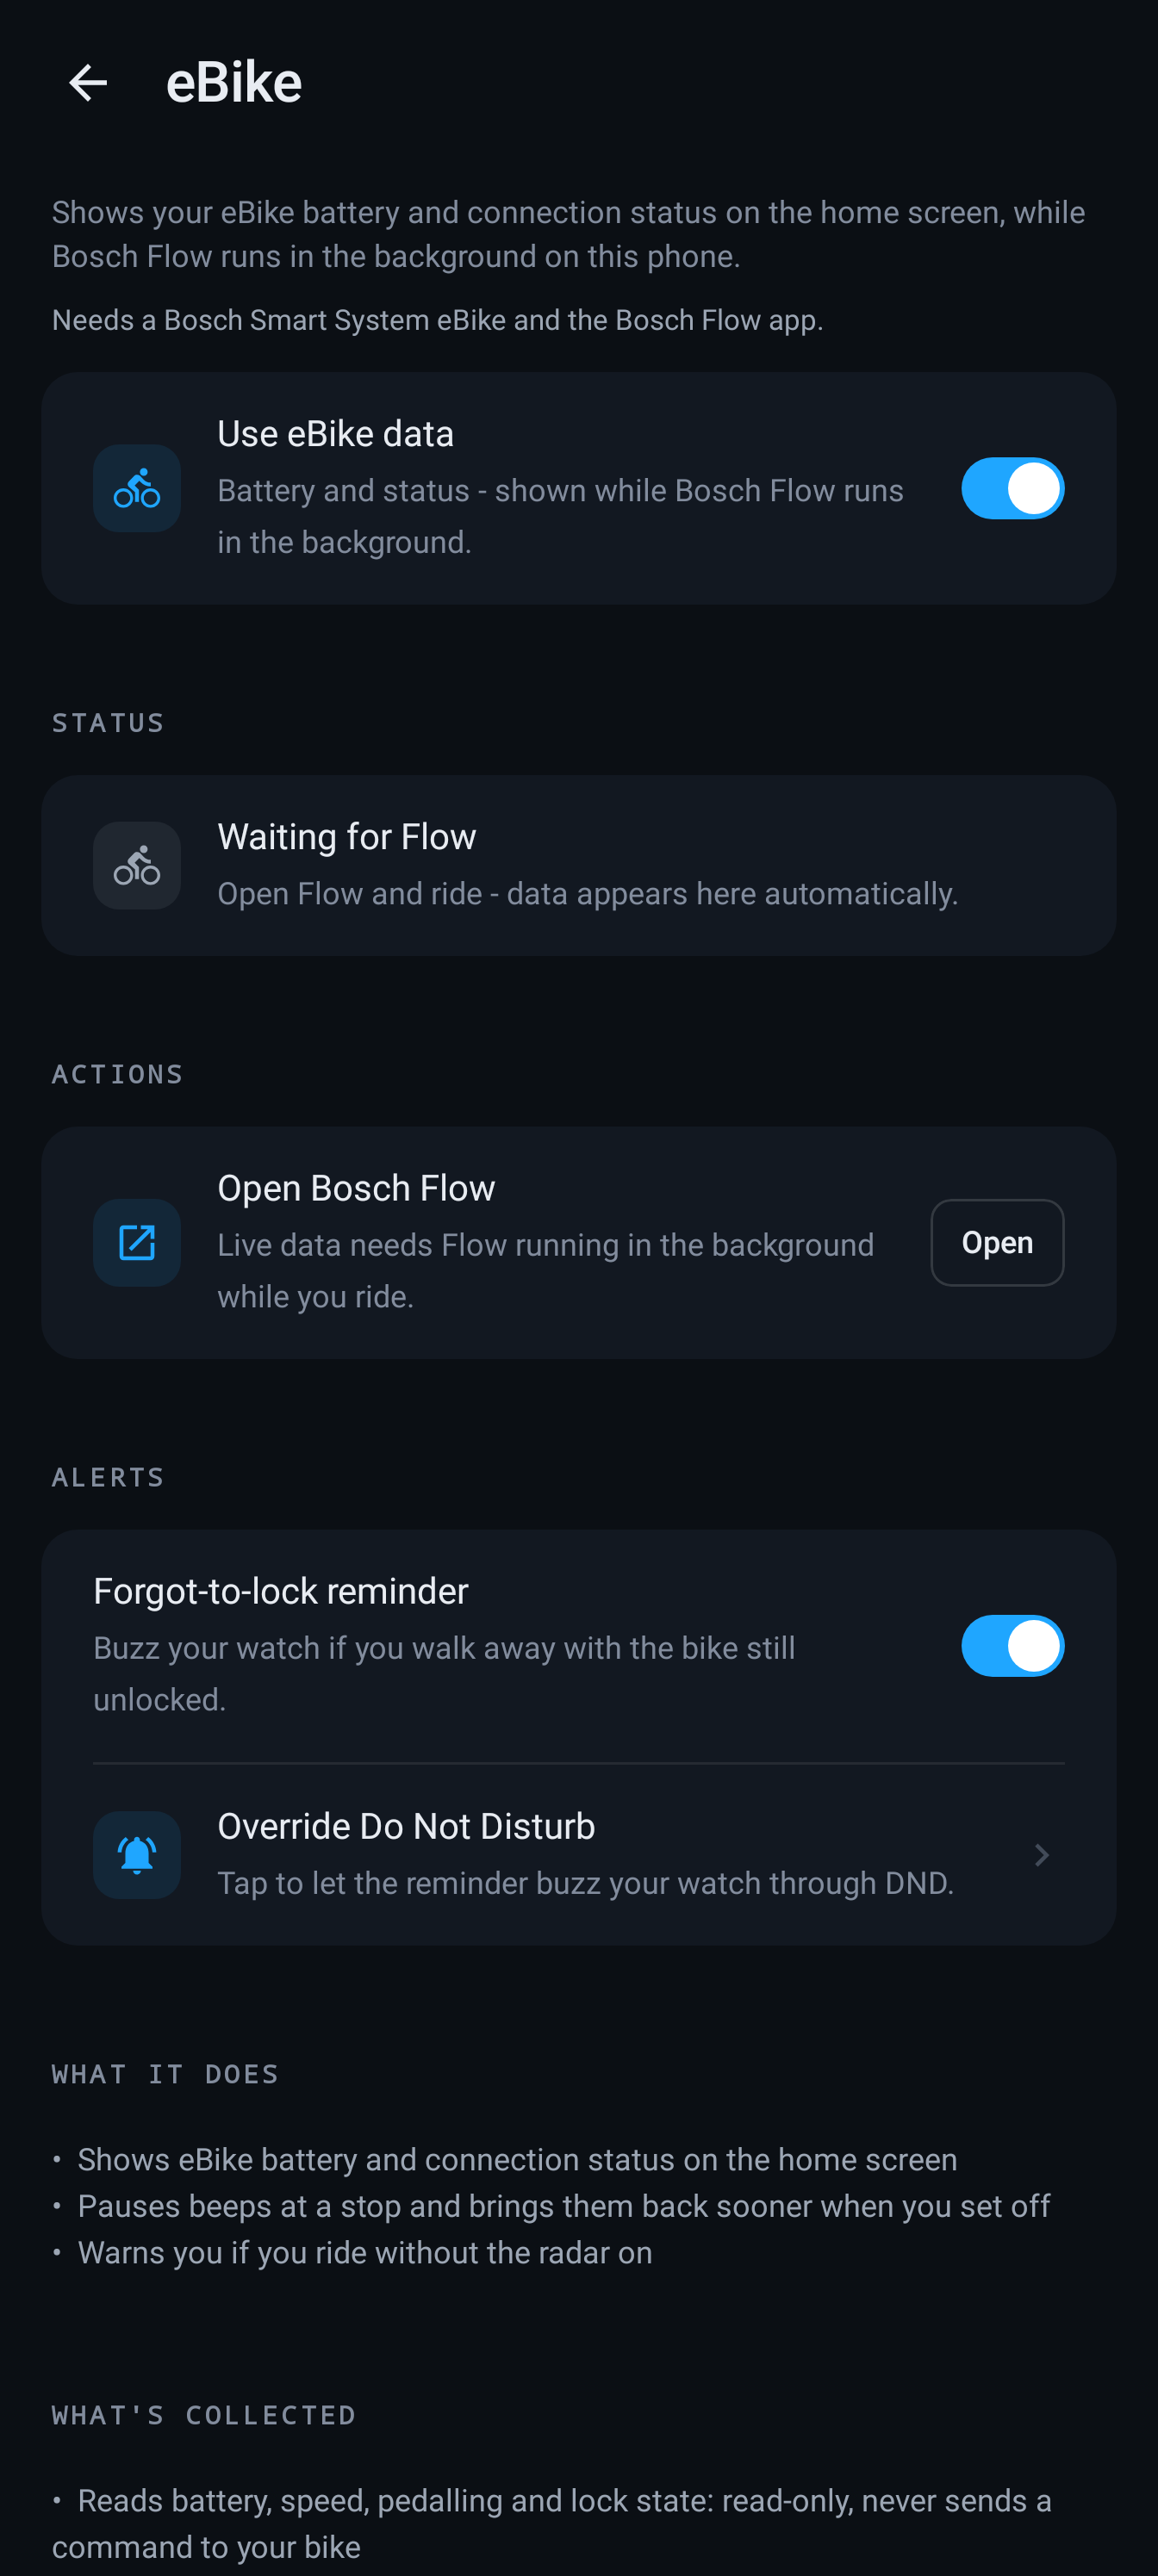 eBike
Shows your eBike battery and connection status on the home screen, while
Bosch Flow runs in the background on this phone.
Needs a Bosch Smart System eBike and the Bosch Flow app.
Use eBike data
Battery and status - shown while Bosch Flow runs
in the background.
STATUS
Waiting for Flow
Open Flow and ride - data appears here automatically.
ACTIONS
Open Bosch Flow
Live data needs Flow running in the background
while you ride.
Open
ALERTS
Forgot-to-lock reminder
Buzz your watch if you walk away with the bike still
unlocked.
Override Do Not Disturb
Tap to let the reminder buzz your watch through DND.
WHAT IT DOES
• Shows eBike battery and connection status on the home screen
• Pauses beeps at a stop and brings them back sooner when you set off
• Warns you if you ride without the radar on
WHAT'S COLLECTED
• Reads battery, speed, pedalling and lock state: read-only, never sends a
command to your bike